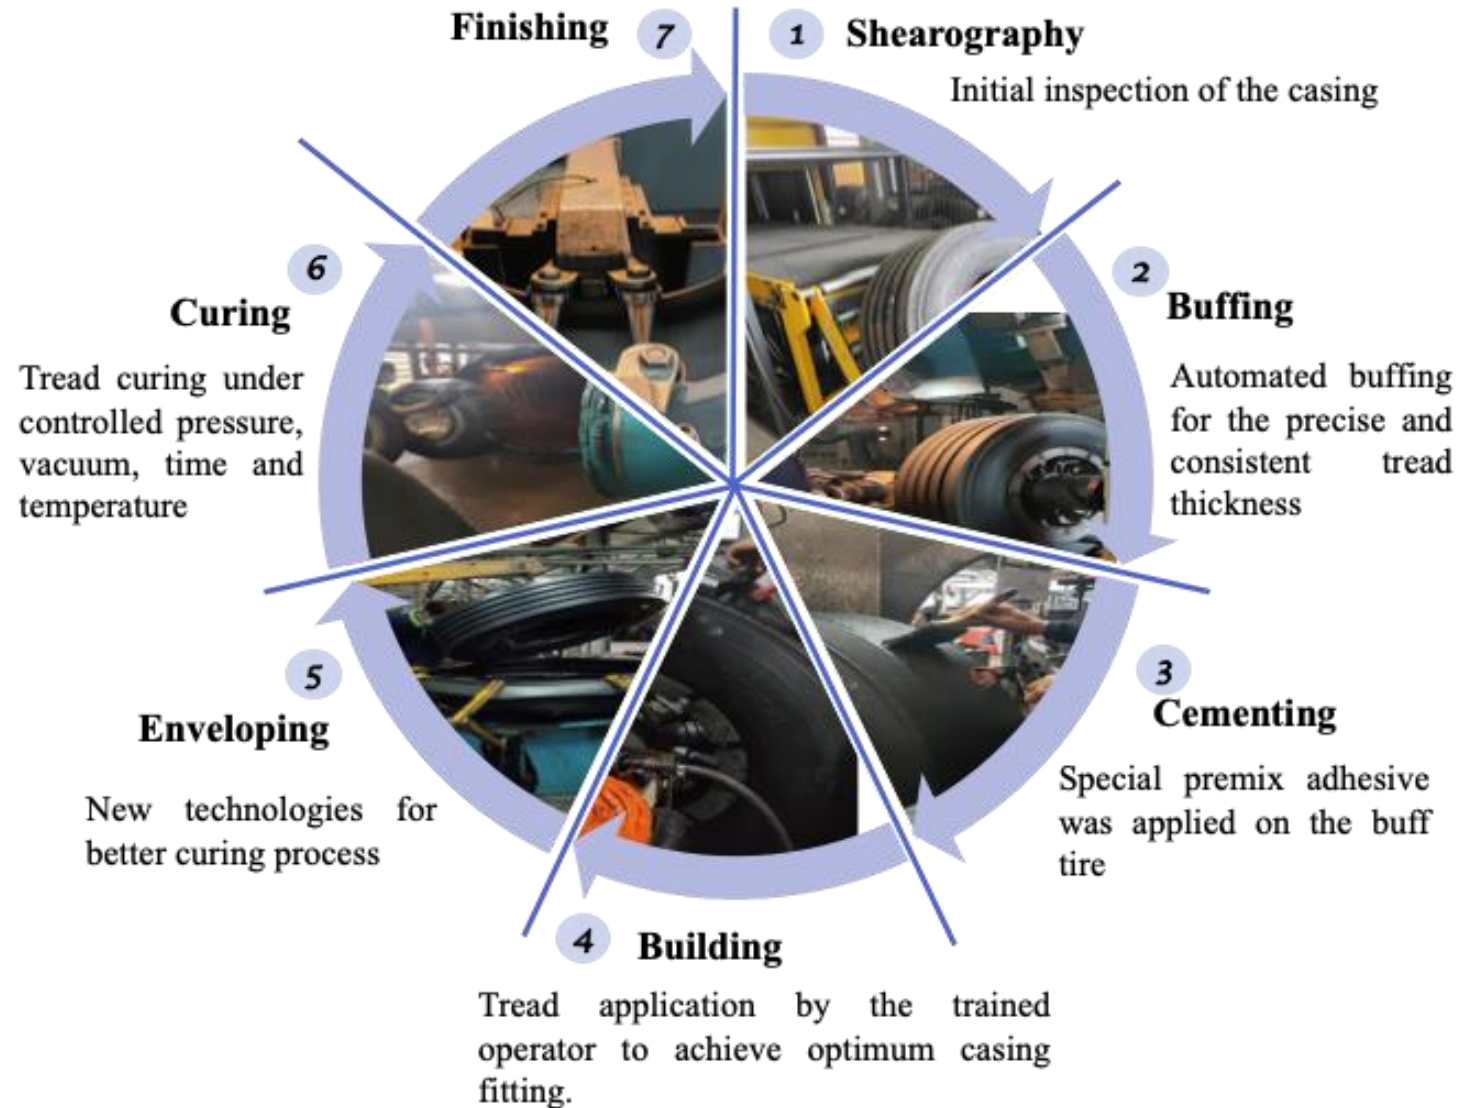 1 Shearography
Initial inspection of the casing
2
Buffing
Automated buffing
for the precise and
consistent tread
thickness
3
Cementing
Special premix adhesive
was applied on the buff
tire
4 Building
Tread application by the trained
operator to achieve optimum casing
fitting.
5
Enveloping
New technologies for
better curing process
6
Curing
Tread curing under
controlled pressure,
vacuum, time and
temperature
Finishing 7